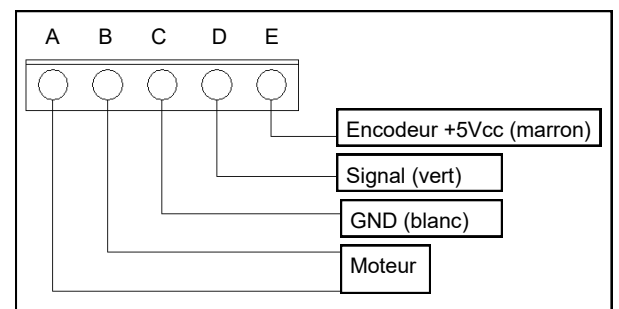 A B C D E
Encodeur +5Vcc (marron)
Signal (vert)
GND (blanc)
Moteur